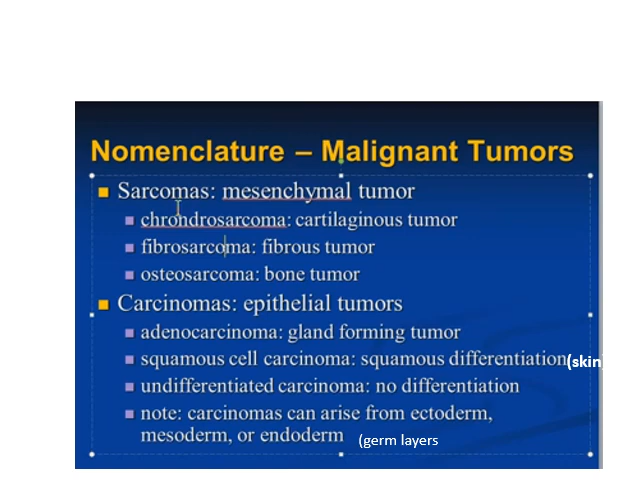 Nomenclature – Malignant Tumors
Sarcomas: mesenchymal tumor
chrondrosarcoma: cartilaginous tumor
fibrosarcoma: fibrous tumor
osteosarcoma: bone tumor
Carcinomas: epithelial tumors
adenocarcinoma: gland forming tumor
squamous cell carcinoma: squamous differentiation(skin)
undifferentiated carcinoma: no differentiation
note: carcinomas can arise from ectoderm,
mesoderm, or endoderm (germ layers